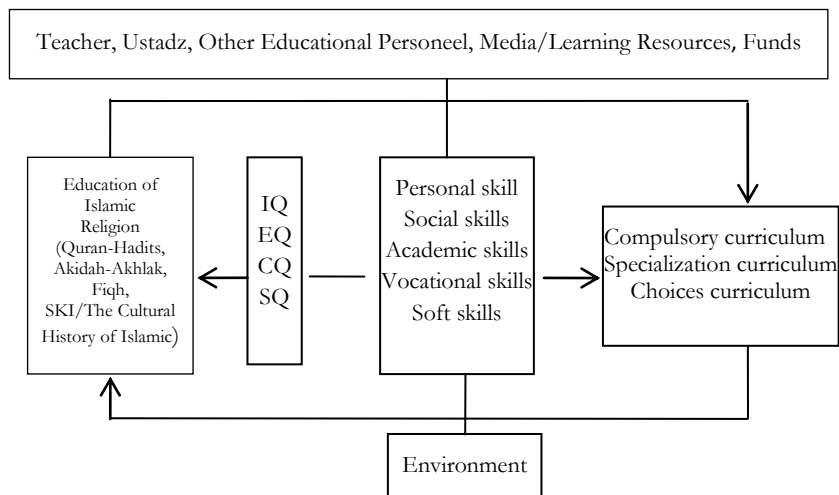 Teacher, Ustadz, Other Educational Personeel, Media/Learning Resources, Funds
Education of
Islamic
Religion
(Quran-Hadits,
Akidah-Akhlak,
Fiqh,
SKI/The Cultural
History of Islamic)
IQ
EQ
CQ
SQ
Personal skill
Social skills
Academic skills
Vocational skills
Soft skills
Compulsory curriculum
Specialization curriculum
Choices curriculum
Environment